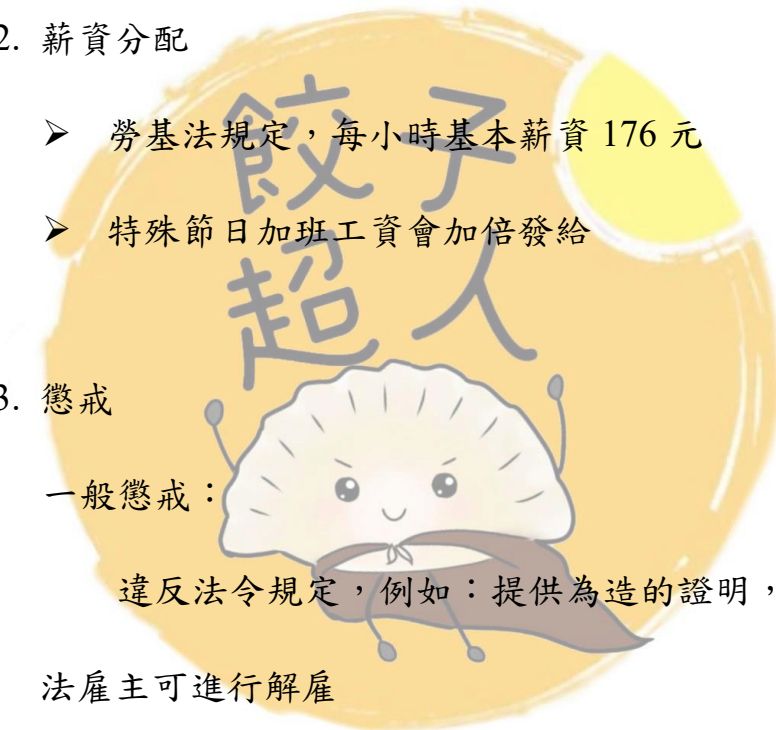 2. 薪資分配
➢ 勞基法規定，每小時基本薪資 176 元
➢ 特殊節日加班工資會加倍發給
3. 懲戒
一般懲戒：
違反法令規定，例如：提供為造的證明，
法雇主可進行解雇
餃子
超人